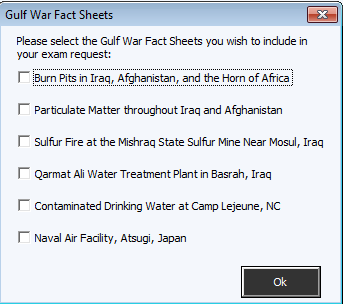 Gulf War Fact Sheets
Please select the Gulf War Fact Sheets you wish to include in
your exam request:
Burn Pits in Iraq, Afghanistan, and the Horn of Africa
Particulate Matter throughout Iraq and Afghanistan
Sulfur Fire at the Mishraq State Sulfur Mine Near Mosul, Iraq
Qarmat Ali Water Treatment Plant in Basrah, Iraq
Contaminated Drinking Water at Camp Lejeune, NC
Naval Air Facility, Atsugi, Japan
Ok